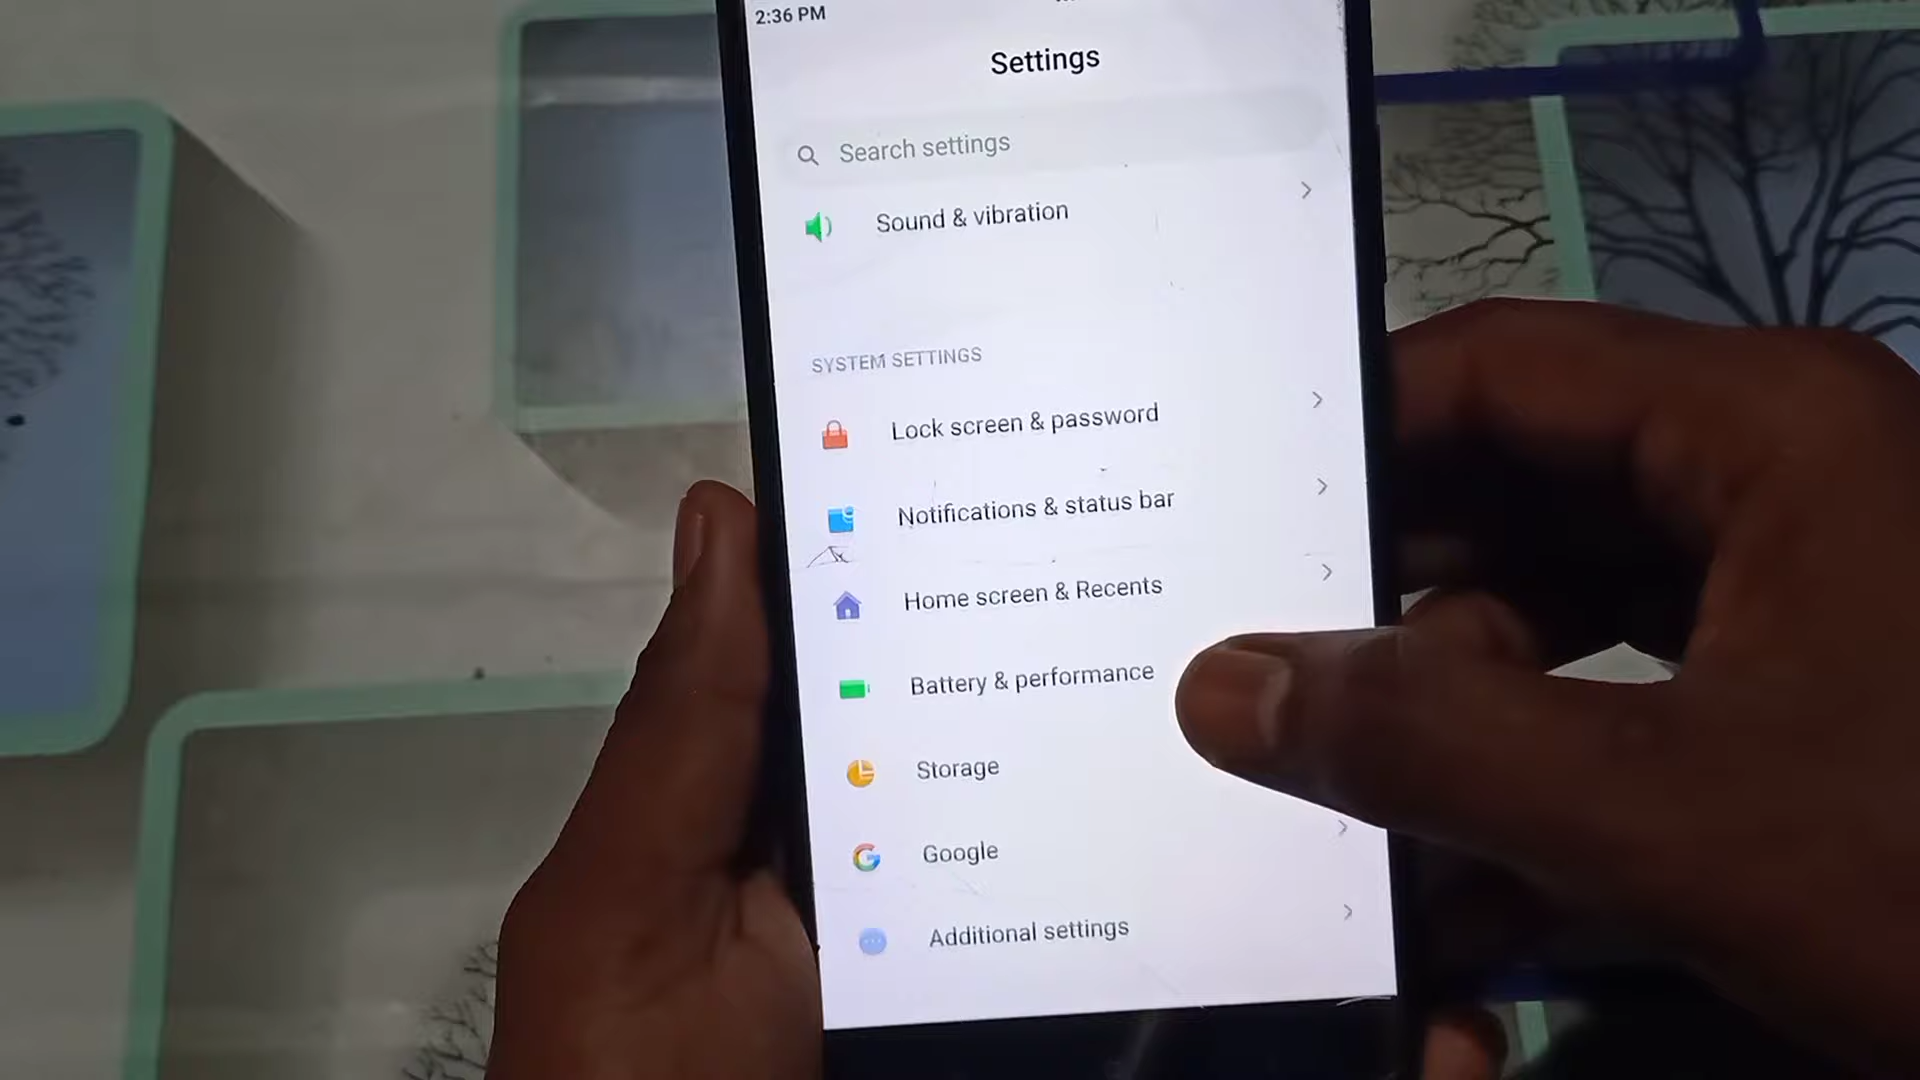 2:36 PM
Settings
Search settings
Sound & vibration
SYSTEM SETTINGS
Lock screen & password
Notifications & status bar
Home screen & Recents
Battery & performance
Storage
Google
Additional settings